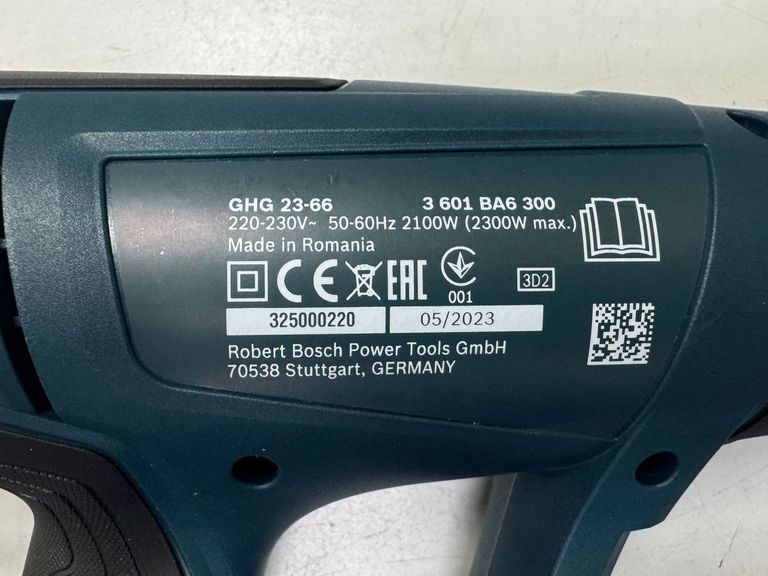 GHG 23-66 3 601 BA6 300
220-230V~ 50-60Hz 2100W (2300W max.)
Made in Romania
CE EAC
001
3D2
325000220 05/2023
Robert Bosch Power Tools GmbH
70538 Stuttgart, GERMANY